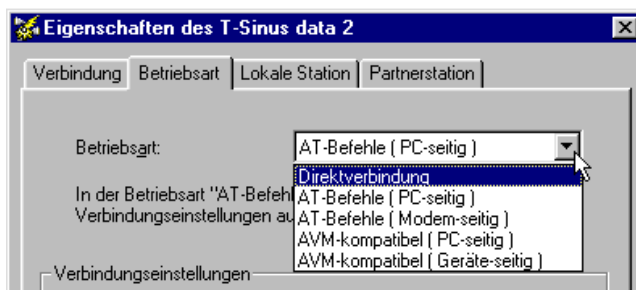 Eigenschaften des T-Sinus data 2
Verbindung Betriebsart Lokale Station Partnerstation
Betriebsart:
AT-Befehle ( PC-seitig )
Direktverbindung
AT-Befehle ( PC-seitig )
AT-Befehle ( Modem-seitig )
AVM-kompatibel ( PC-seitig )
AVM-kompatibel ( Geräte-seitig )
In der Betriebsart "AT-Befehl
Verbindungseinstellungen au
Verbindungseinstellungen